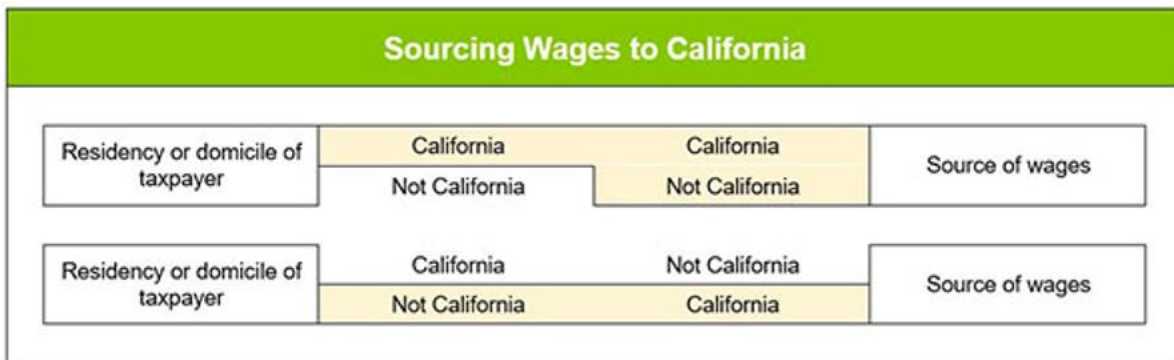 Sourcing Wages to California
Residency or domicile of
taxpayer
California California
Not California Not California
Source of wages
Residency or domicile of
taxpayer
California Not California
Not California California
Source of wages